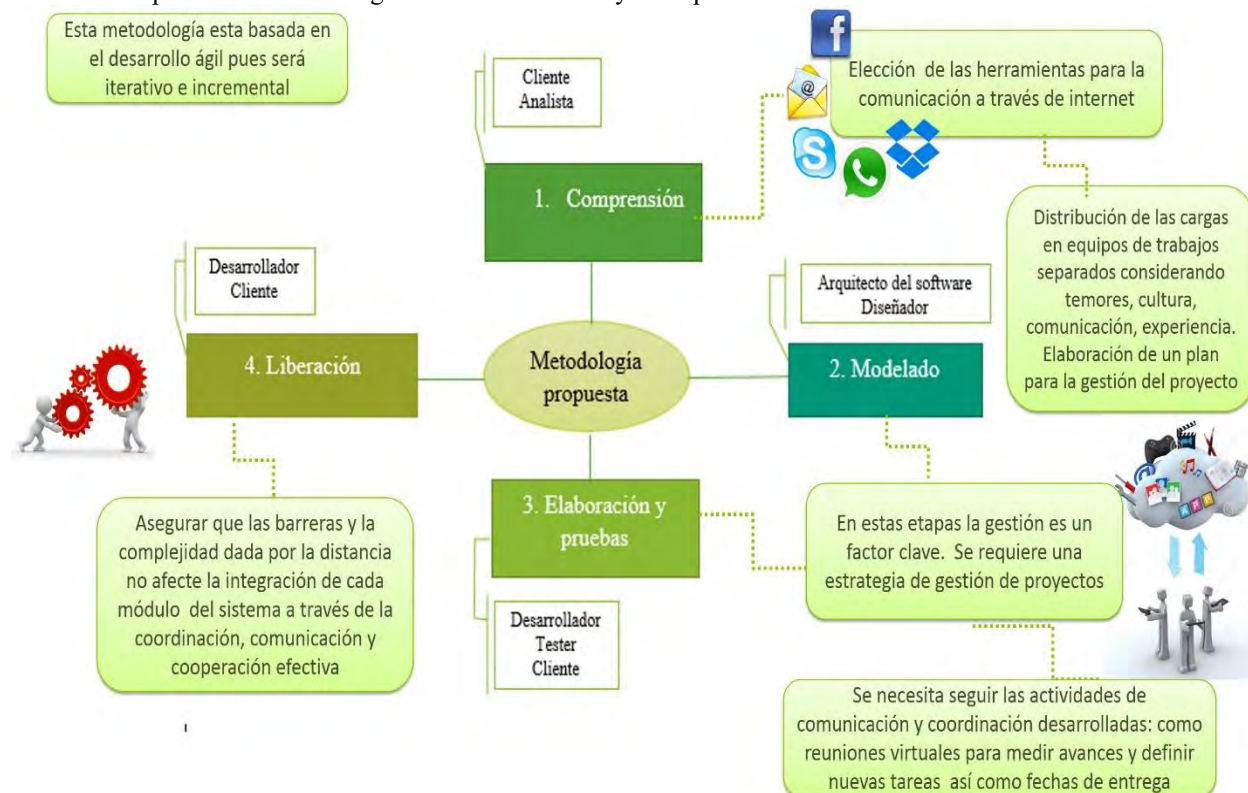 Esta metodología esta basada en
el desarrollo ágil pues será
iterativo e incremental
Cliente
Analista
Elección de las herramientas para la
comunicación a través de internet
1. Comprensión
Distribución de las cargas
en equipos de trabajos
separados considerando
temores, cultura,
comunicación, experiencia.
Elaboración de un plan
para la gestión del proyecto
Desarrollador
Cliente
4. Liberación
Metodología
propuesta
Arquitecto del software
Diseñador
2. Modelado
3. Elaboración y
pruebas
Desarrollador
Tester
Cliente
En estas etapas la gestión es un
factor clave. Se requiere una
estrategia de gestión de proyectos
Asegurar que las barreras y la
complejidad dada por la distancia
no afecte la integración de cada
módulo del sistema a través de la
coordinación, comunicación y
cooperación efectiva
Se necesita seguir las actividades de
comunicación y coordinación desarrolladas: como
reuniones virtuales para medir avances y definir
nuevas tareas así como fechas de entrega